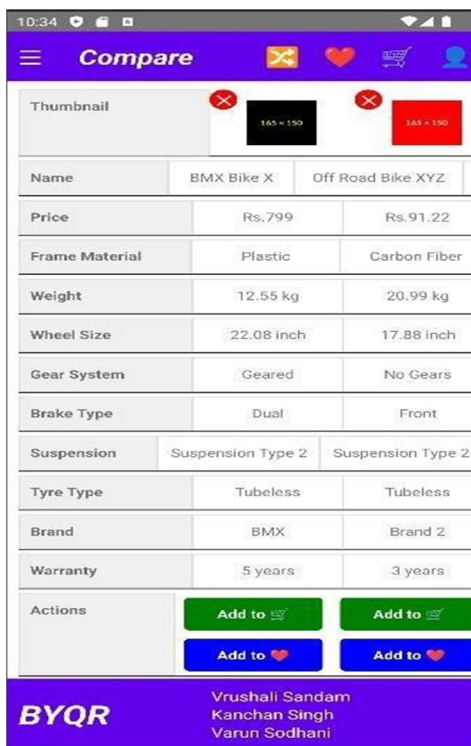 10:34
Compare
Thumbnail 165 × 150 165 × 150
Name BMX Bike X Off Road Bike XYZ
Price Rs.799 Rs.91.22
Frame Material Plastic Carbon Fiber
Weight 12.55 kg 20.99 kg
Wheel Size 22.08 inch 17.88 inch
Gear System Geared No Gears
Brake Type Dual Front
Suspension Suspension Type 2 Suspension Type 2
Tyre Type Tubeless Tubeless
Brand BMX Brand 2
Warranty 5 years 3 years
Actions Add to Add to
Add to Add to
BYQR
Vrushali Sandam
Kanchan Singh
Varun Sodhani